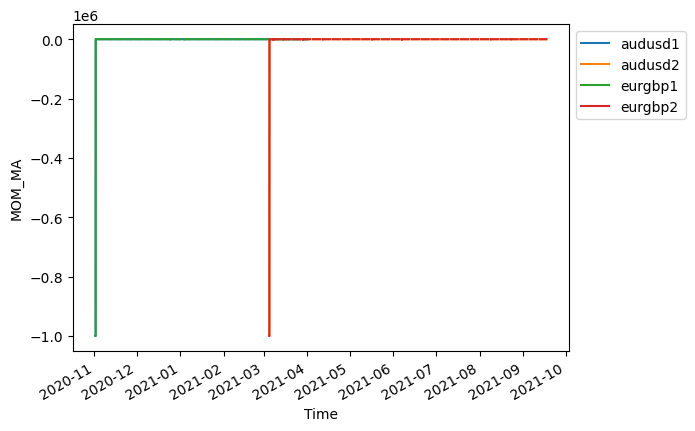 1e6
0.0
−0.2
−0.4
−0.6
−0.8
−1.0
MOM_MA
2020-11
2020-12
2021-01
2021-02
2021-03
2021-04
2021-05
2021-06
2021-07
2021-08
2021-09
2021-10
Time
audusd1
audusd2
eurgbp1
eurgbp2